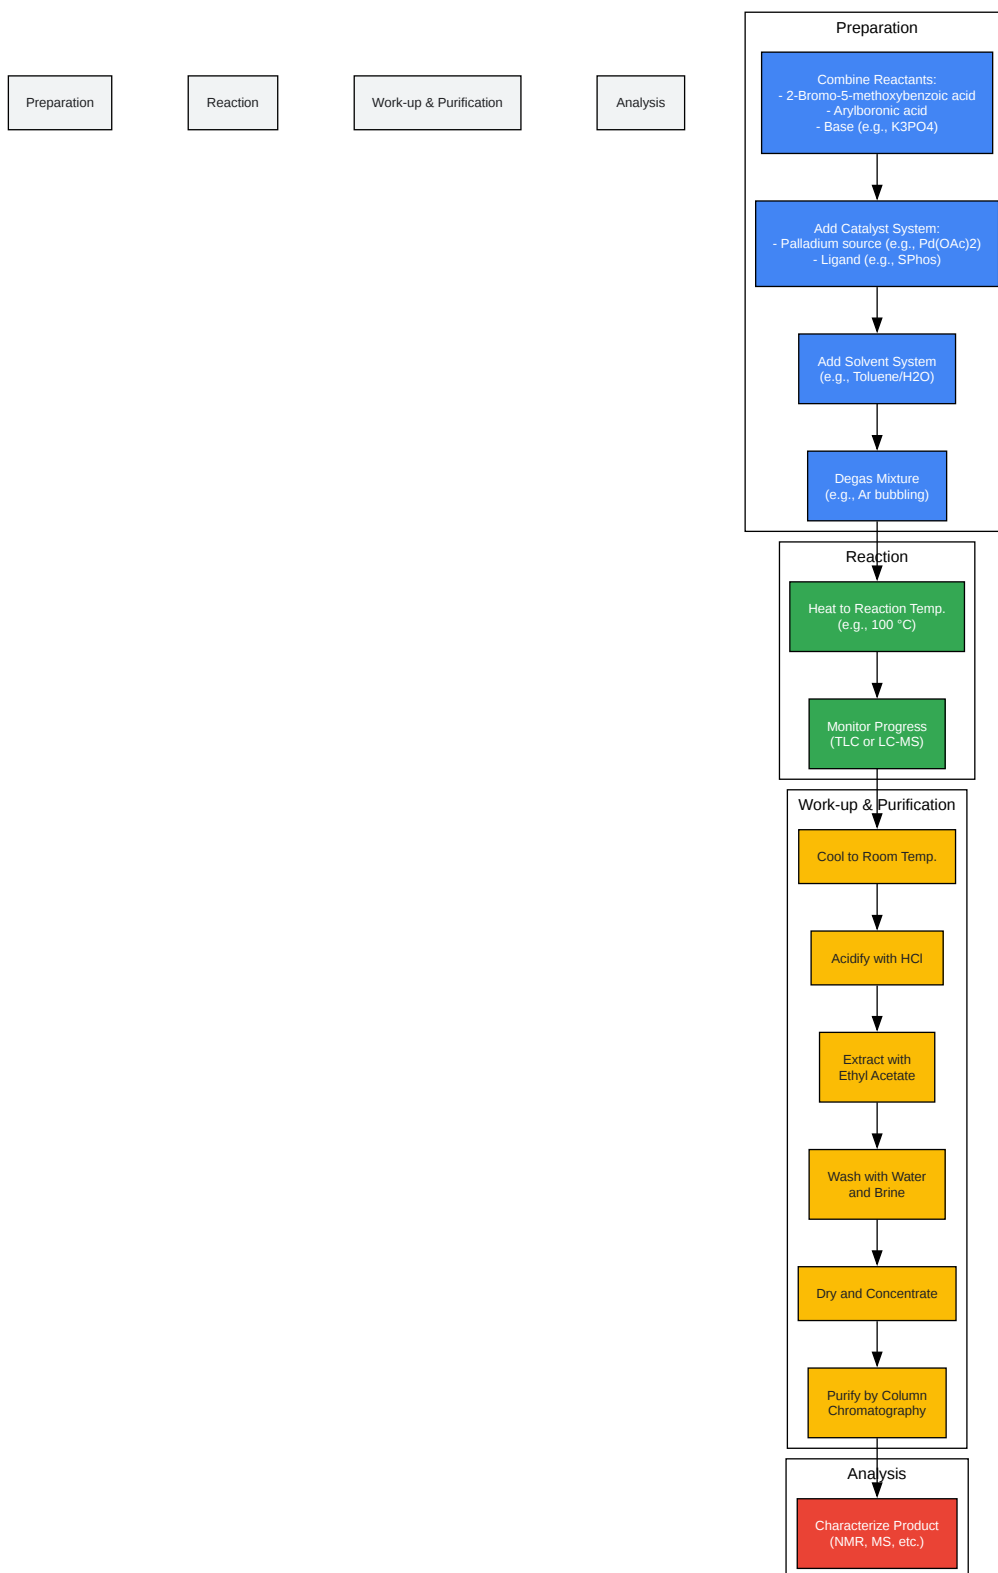 Preparation
Reaction
Work-up & Purification
Analysis
Preparation
Combine Reactants:
- 2-Bromo-5-methoxybenzoic acid
- Arylboronic acid
- Base (e.g., K3PO4)
Add Catalyst System:
- Palladium source (e.g., Pd(OAc)2)
- Ligand (e.g., SPhos)
Add Solvent System
(e.g., Toluene/H2O)
Degas Mixture
(e.g., Ar bubbling)
Reaction
Heat to Reaction Temp.
(e.g., 100 °C)
Monitor Progress
(TLC or LC-MS)
Work-up & Purification
Cool to Room Temp.
Acidify with HCl
Extract with
Ethyl Acetate
Wash with Water
and Brine
Dry and Concentrate
Purify by Column
Chromatography
Analysis
Characterize Product
(NMR, MS, etc.)